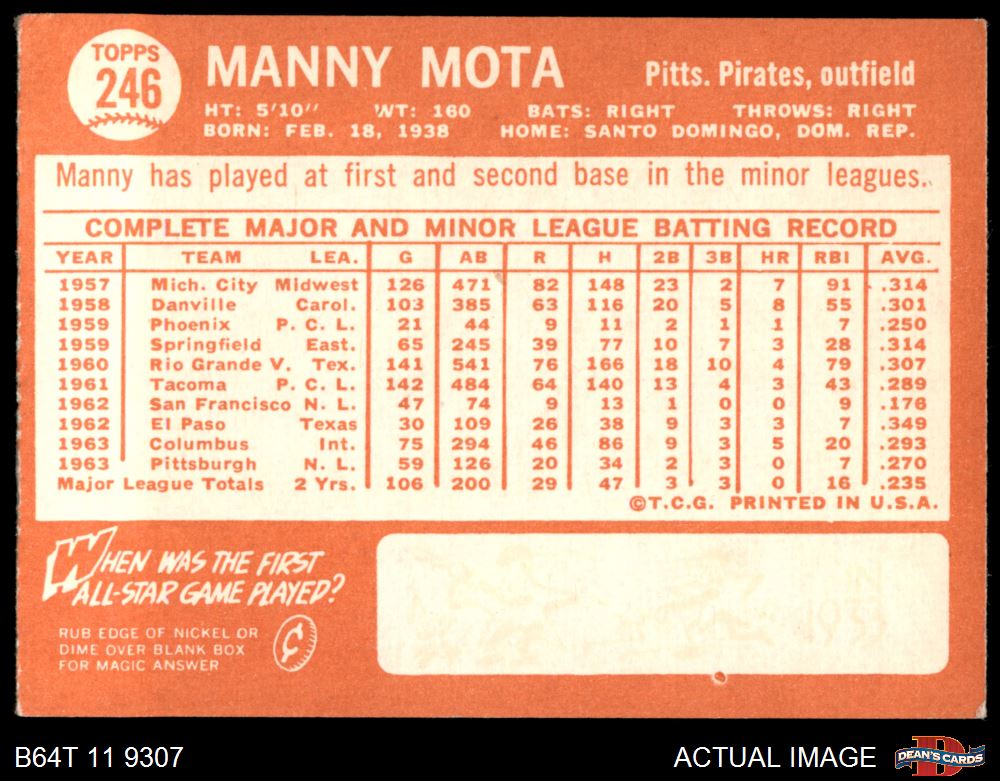 TOPPS
246
MANNY MOTA
Pitts. Pirates, outfield
HT: 5'10" WT: 160 BATS: RIGHT THROWS: RIGHT
BORN: FEB. 18, 1938 HOME: SANTO DOMINGO, DOM. REP.
Manny has played at first and second base in the minor leagues.
COMPLETE MAJOR AND MINOR LEAGUE BATTING RECORD
YEAR TEAM LEA. G AB R H 2B 3B HR RBI AVG.
1957 Mich. City Midwest 126 471 82 148 23 2 7 91 .314
1958 Danville Carol. 103 385 63 116 20 5 8 55 .301
1959 Phoenix P. C. L. 21 44 9 11 2 1 1 7 .250
1959 Springfield East. 65 245 39 77 10 7 3 28 .314
1960 Rio Grande V. Tex. 141 541 76 166 18 10 4 79 .307
1961 Tacoma P. C. L. 142 484 64 140 13 4 3 43 .289
1962 San Francisco N. L. 47 74 9 13 1 0 0 9 .176
1962 El Paso Texas 30 109 26 38 9 3 3 7 .349
1963 Columbus Int. 75 294 46 86 9 3 5 20 .293
1963 Pittsburgh N. L. 59 126 20 34 2 3 0 7 .270
Major League Totals 2 Yrs. 106 200 29 47 3 3 0 16 .235
©T.C.G. PRINTED IN U.S.A.
WHEN WAS THE FIRST
ALL-STAR GAME PLAYED?
RUB EDGE OF NICKEL OR
DIME OVER BLANK BOX
FOR MAGIC ANSWER
¢
B64T 11 9307
ACTUAL IMAGE
DEAN'S CARDS